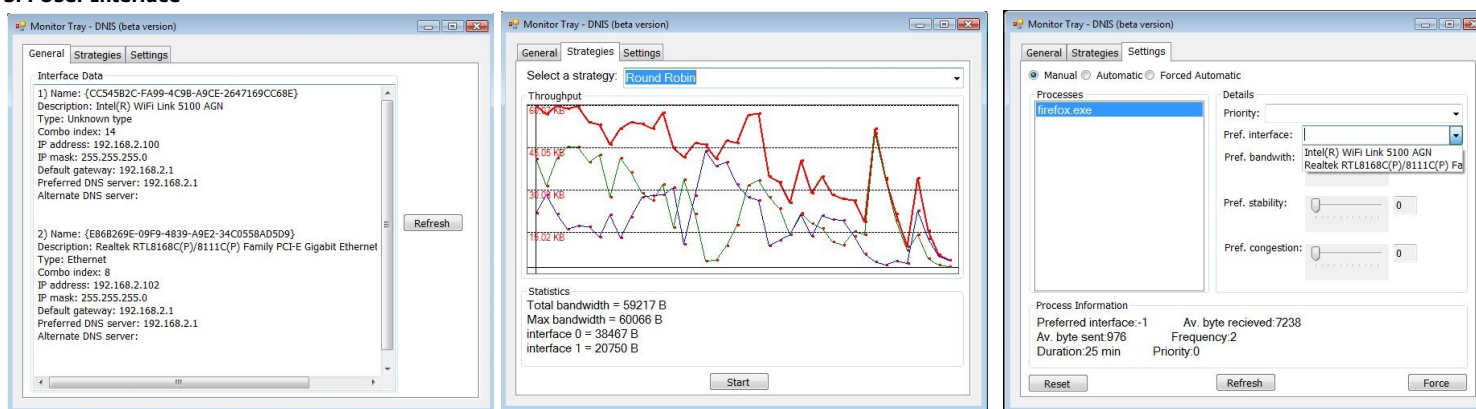 Monitor Tray - DNIS (beta version)
General Strategies Settings
Interface Data
1) Name: {CC545B2C-FA99-4C9B-A9CE-2647169CC68E}
Description: Intel(R) WiFi Link 5100 AGN
Type: Unknown type
Combo index: 14
IP address: 192.168.2.100
IP mask: 255.255.255.0
Default gateway: 192.168.2.1
Preferred DNS server: 192.168.2.1
Alternate DNS server:
2) Name: {E86B269E-09F9-4839-A9E2-34C0558AD5D9}
Description: Realtek RTL8168C(P)/8111C(P) Family PCI-E Gigabit Ethernet
Type: Ethernet
Combo index: 8
IP address: 192.168.2.102
IP mask: 255.255.255.0
Default gateway: 192.168.2.1
Preferred DNS server: 192.168.2.1
Alternate DNS server:
Refresh
Monitor Tray - DNIS (beta version)
General Strategies Settings
Select a strategy: Round Robin
Throughput
45.05 KB
15.02 KB
Statistics
Total bandwidth = 59217 B
Max bandwidth = 60066 B
interface 0 = 38467 B
interface 1 = 20750 B
Start
Monitor Tray - DNIS (beta version)
General Strategies Settings
Manual Automatic Forced Automatic
Processes
firefox.exe
Details
Priority:
Pref. interface:
Intel(R) WiFi Link 5100 AGN
Realtek RTL8168C(P)/8111C(P) Fa
Pref. bandwith:
Pref. stability: 0
Pref. congestion: 0
Process Information
Preferred interface:-1 Av. byte recieved:7238
Av. byte sent:976 Frequency:2
Duration:25 min Priority:0
Reset Refresh Force